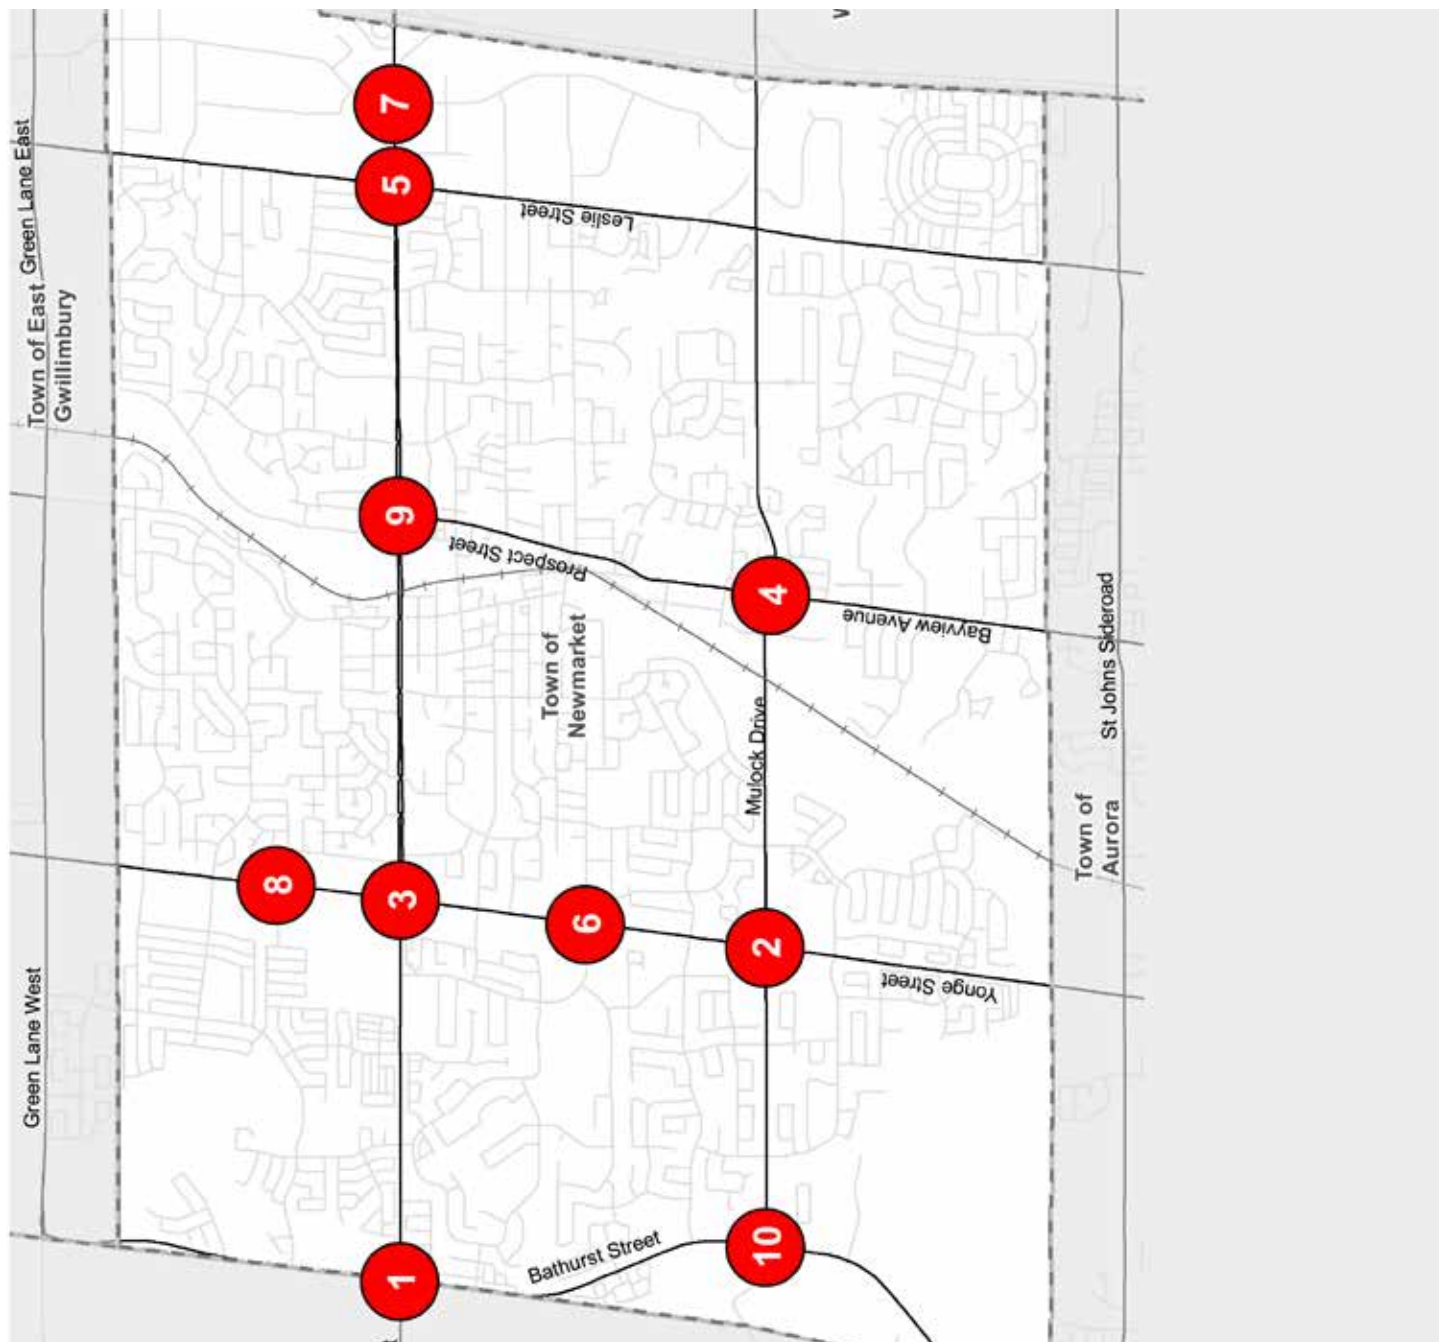 Green Lane West
Town of East
Gwillimbury
Green Lane East
8
1
3
9
5
7
Prospect Street
Leslie Street
Bathurst Street
6
Town of
Newmarket
10
2
Mulock Drive
4
Yonge Street
Bayview Avenue
Town of
Aurora
St Johns Sideroad